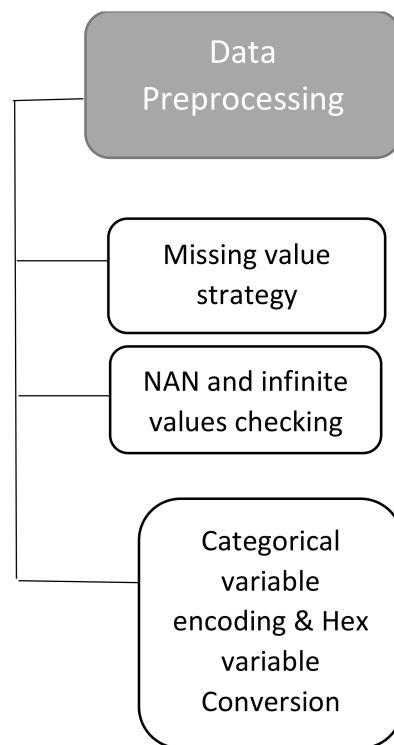 Data
Preprocessing
Missing value
strategy
NAN and infinite
values checking
Categorical
variable
encoding & Hex
variable
Conversion